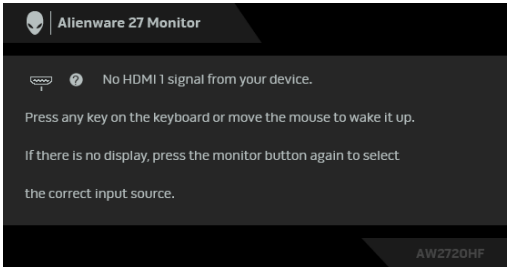 Alienware 27 Monitor
? No HDMI 1 signal from your device.
Press any key on the keyboard or move the mouse to wake it up.
If there is no display, press the monitor button again to select
the correct input source.
AW2720HF